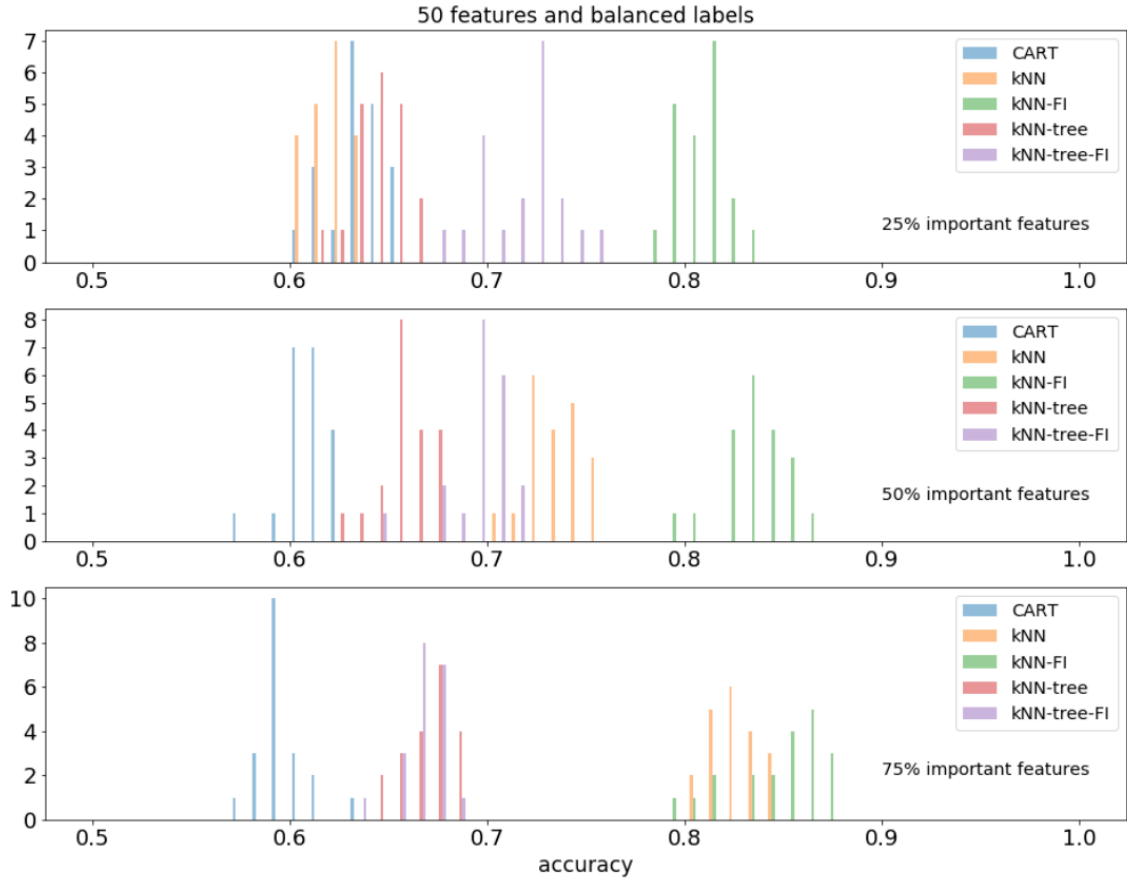 50 features and balanced labels
7
6
5
4
3
2
1
0
CART
kNN
kNN-FI
kNN-tree
kNN-tree-FI
25% important features
0.5 0.6 0.7 0.8 0.9 1.0
8
7
6
5
4
3
2
1
0
CART
kNN
kNN-FI
kNN-tree
kNN-tree-FI
50% important features
0.5 0.6 0.7 0.8 0.9 1.0
10
8
6
4
2
0
CART
kNN
kNN-FI
kNN-tree
kNN-tree-FI
75% important features
0.5 0.6 0.7 0.8 0.9 1.0
accuracy